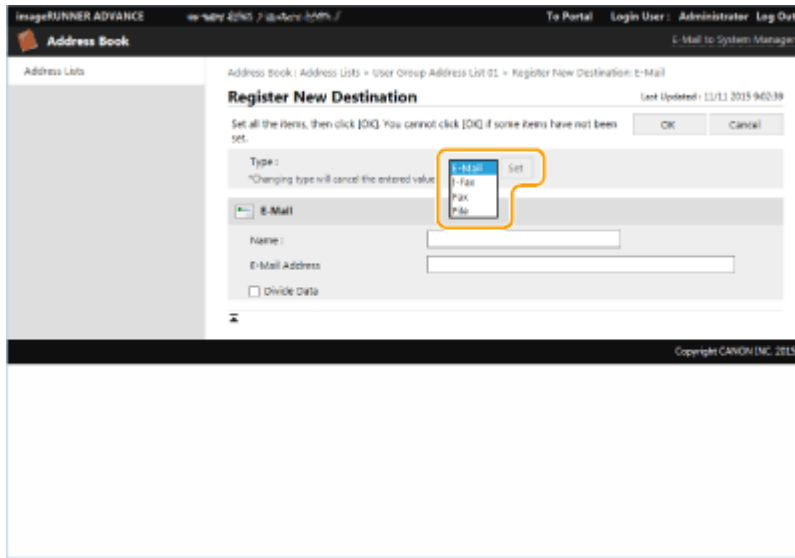 imageRUNNER ADVANCE
To Portal Login User : Administrator Log Out
Address Book
E-Mail to System Manager
Address Lists
Address Book : Address Lists > User Group Address List 01 > Register New Destination: E-Mail
Register New Destination
Last Updated : 11/11 2015 9:02:39
Set all the items, then click [OK]. You cannot click [OK] if some items have not been
set.
OK
Cancel
Type :
*Changing type will cancel the entered value
E-Mail
Set
I-Fax
Fax
File
E-Mail
Name :
E-Mail Address
Divide Data
Copyright CANON INC. 2015